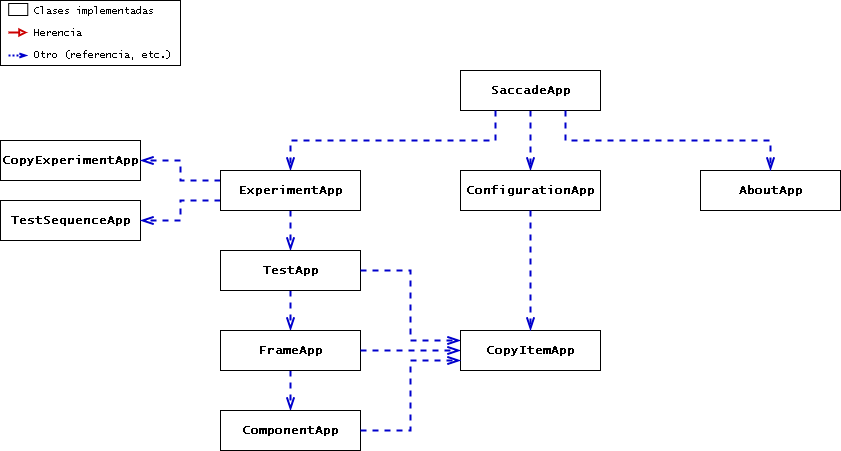 Clases implementadas
Herencia
Otro (referencia, etc.)
SaccadeApp
CopyExperimentApp
ExperimentApp
ConfigurationApp
AboutApp
TestSequenceApp
TestApp
FrameApp
CopyItemApp
ComponentApp